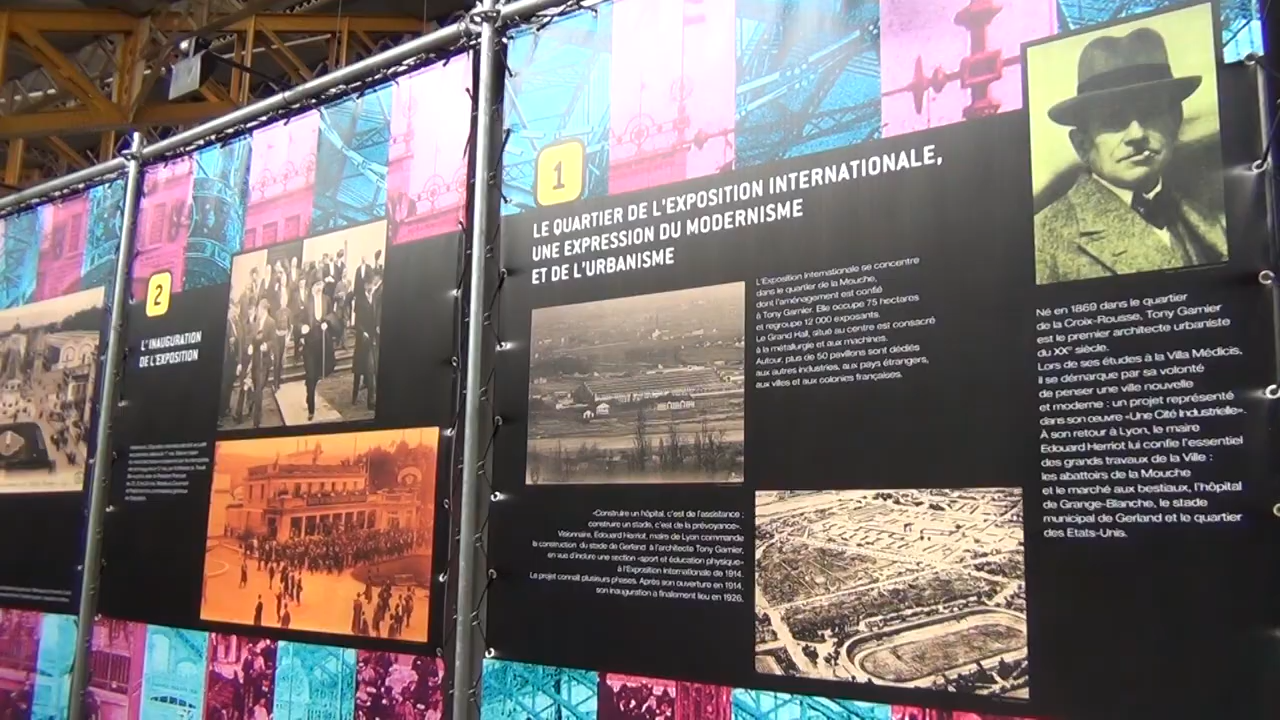 1
LE QUARTIER DE L'EXPOSITION INTERNATIONALE,
UNE EXPRESSION DU MODERNISME
ET DE L'URBANISME
L'Exposition Internationale se concentre
dans le quartier de la Mouche,
dont l'aménagement est confié
à Tony Garnier. Elle occupe 75 hectares
et regroupe 12 000 exposants.
Le Grand Hall, situé au centre est consacré
à la métallurgie et aux machines.
Autour, plus de 50 pavillons sont dédiés
aux autres industries, aux pays étrangers,
aux villes et aux colonies françaises.
«Construire un hôpital, c'est de l'assistance ;
construire un stade, c'est de la prévoyance».
Visionnaire, Edouard Herriot, maire de Lyon commande
la construction du stade de Gerland à l'architecte Tony Garnier,
en vue d'inclure une section «sport et éducation physique»
à l'Exposition internationale de 1914.
Le projet connaît plusieurs phases. Après son ouverture en 1914,
son inauguration a finalement lieu en 1926.
Né en 1869 dans le quartier
de la Croix-Rousse, Tony Garnier
est le premier architecte urbaniste
du XXe siècle.
Lors de ses études à la Villa Médicis,
il se démarque par sa volonté
de penser une ville nouvelle
et moderne : un projet représenté
dans son œuvre «Une Cité Industrielle».
À son retour à Lyon, le maire
Edouard Herriot lui confie l'essentiel
des grands travaux de la Ville :
les abattoirs de la Mouche
et le marché aux bestiaux, l'hôpital
de Grange-Blanche, le stade
municipal de Gerland et le quartier
des Etats-Unis.
2
L'INAUGURATION
DE L'EXPOSITION